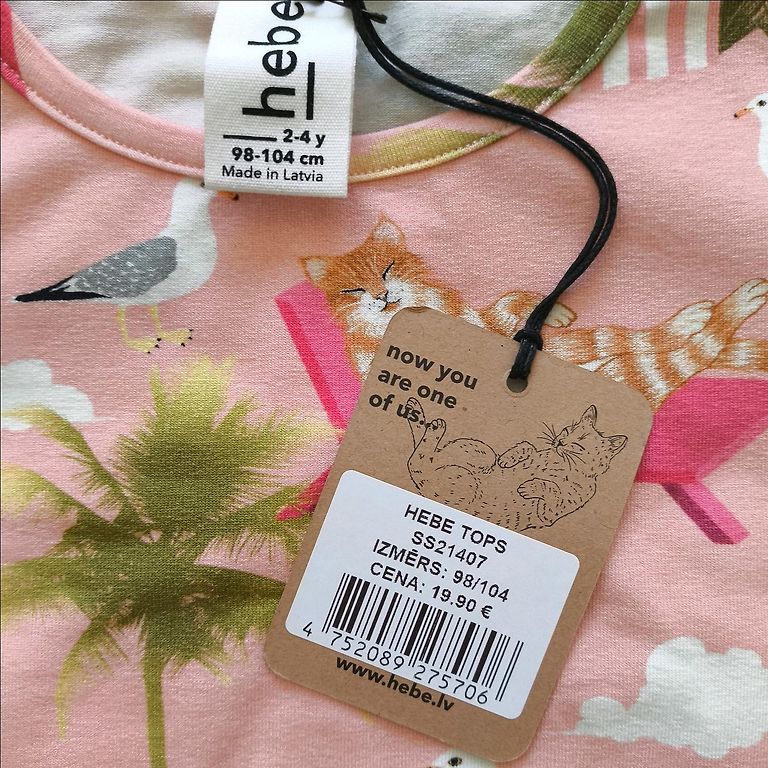 hebe
2-4 y
98-104 cm
Made in Latvia
now you
are one
of us...
HEBE TOPS
SS21407
IZMĒRS: 98/104
CENA: 19.90 €
4 752089 275706
www.hebe.lv